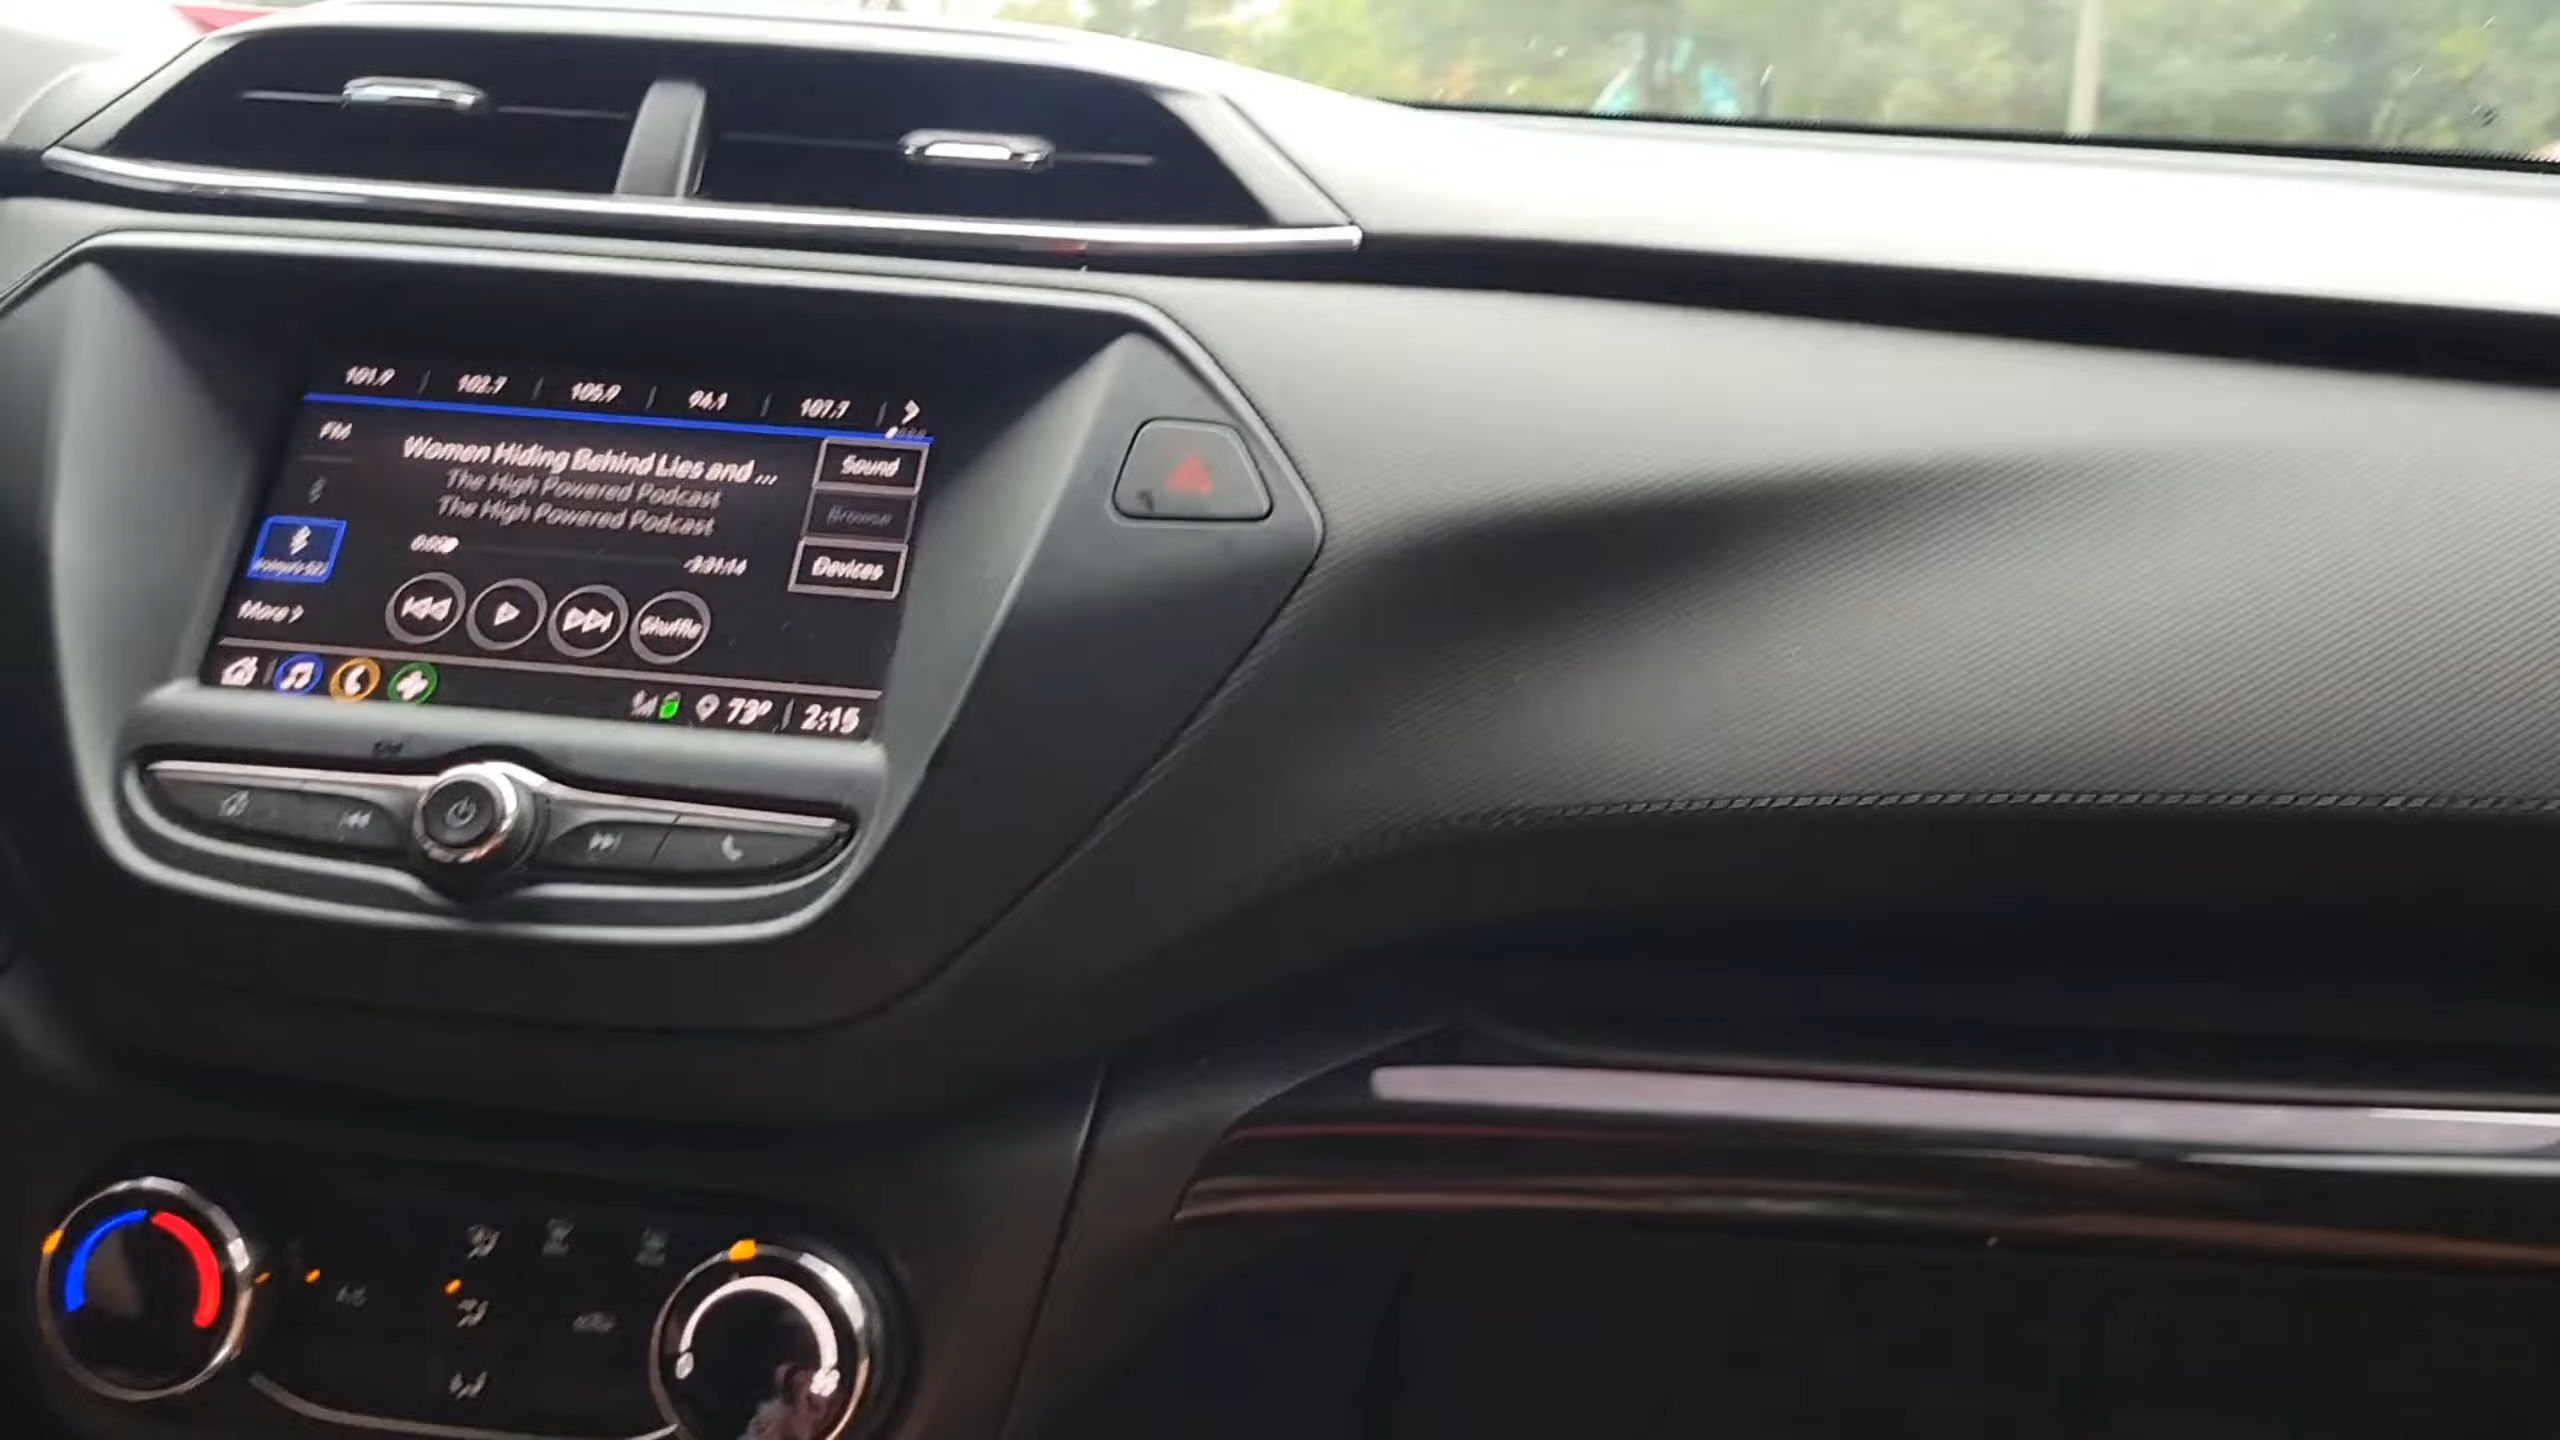 101.9 | 102.7 | 105.9 | 94.1 | 107.7
FM
Women Hiding Behind Lies and ...
The High Powered Podcast
The High Powered Podcast
Sound
Browse
Devices
More
Shuffle
73° | 2:15
A/C
0